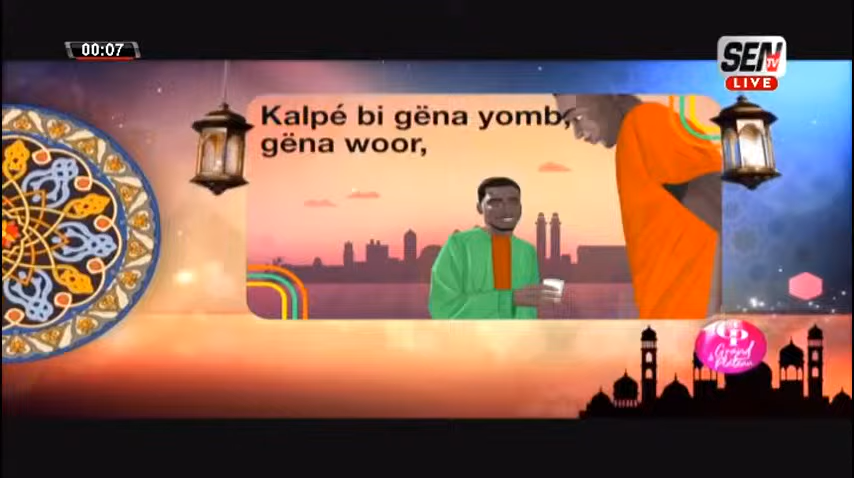 00:07
SEN
TV
LIVE
Kalpé bi gëna yomb,
gëna woor,
Grand
Plateau